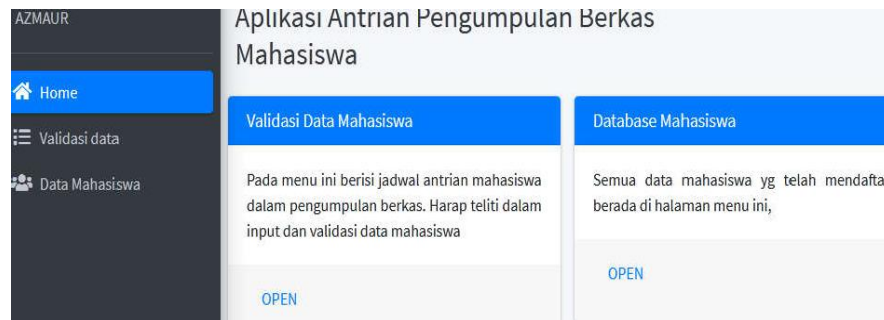 AZMAUR
Home
Validasi data
Data Mahasiswa
Aplikasi Antrian Pengumpulan Berkas
Mahasiswa
Validasi Data Mahasiswa
Pada menu ini berisi jadwal antrian mahasiswa
dalam pengumpulan berkas. Harap teliti dalam
input dan validasi data mahasiswa
OPEN
Database Mahasiswa
Semua data mahasiswa yg telah mendafta
berada di halaman menu ini,
OPEN